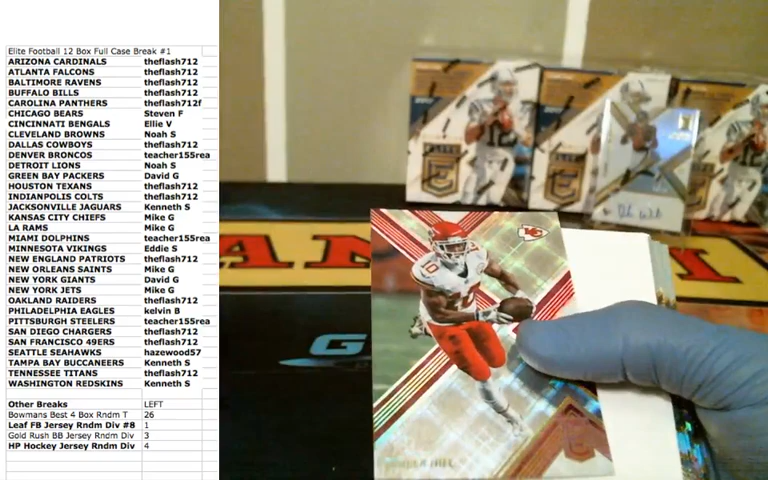 Elite Football 12 Box Full Case Break #1
ARIZONA CARDINALS theflash712
ATLANTA FALCONS theflash712
BALTIMORE RAVENS theflash712
BUFFALO BILLS theflash712
CAROLINA PANTHERS theflash712f
CHICAGO BEARS Steven F
CINCINNATI BENGALS Ellie V
CLEVELAND BROWNS Noah S
DALLAS COWBOYS theflash712
DENVER BRONCOS teacher155rea
DETROIT LIONS Noah S
GREEN BAY PACKERS David G
HOUSTON TEXANS theflash712
INDIANPOLIS COLTS theflash712
JACKSONVILLE JAGUARS Kenneth S
KANSAS CITY CHIEFS Mike G
LA RAMS Mike G
MIAMI DOLPHINS teacher155rea
MINNESOTA VIKINGS Eddie S
NEW ENGLAND PATRIOTS theflash712
NEW ORLEANS SAINTS Mike G
NEW YORK GIANTS David G
NEW YORK JETS Mike G
OAKLAND RAIDERS theflash712
PHILADELPHIA EAGLES kelvin B
PITTSBURGH STEELERS teacher155rea
SAN DIEGO CHARGERS theflash712
SAN FRANCISCO 49ERS theflash712
SEATTLE SEAHAWKS hazewood57
TAMPA BAY BUCCANEERS Kenneth S
TENNESSEE TITANS theflash712
WASHINGTON REDSKINS Kenneth S
Other Breaks LEFT
Bowmans Best 4 Box Rndm T 26
Leaf FB Jersey Rndm Div #8 1
Gold Rush BB Jersey Rndm Div 3
HP Hockey Jersey Rndm Div 4
ELITE
12
10
G